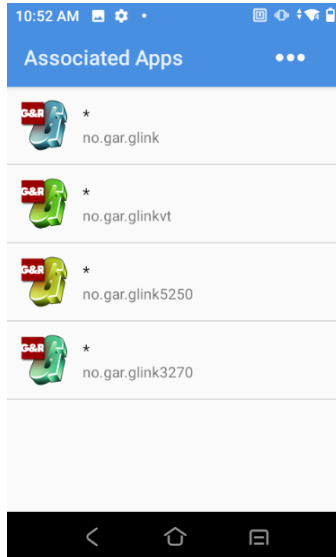 10:52 AM
Associated Apps
G&R
*
no.gar.glink
G&R
*
no.gar.glinkvt
G&R
*
no.gar.glink5250
G&R
*
no.gar.glink3270